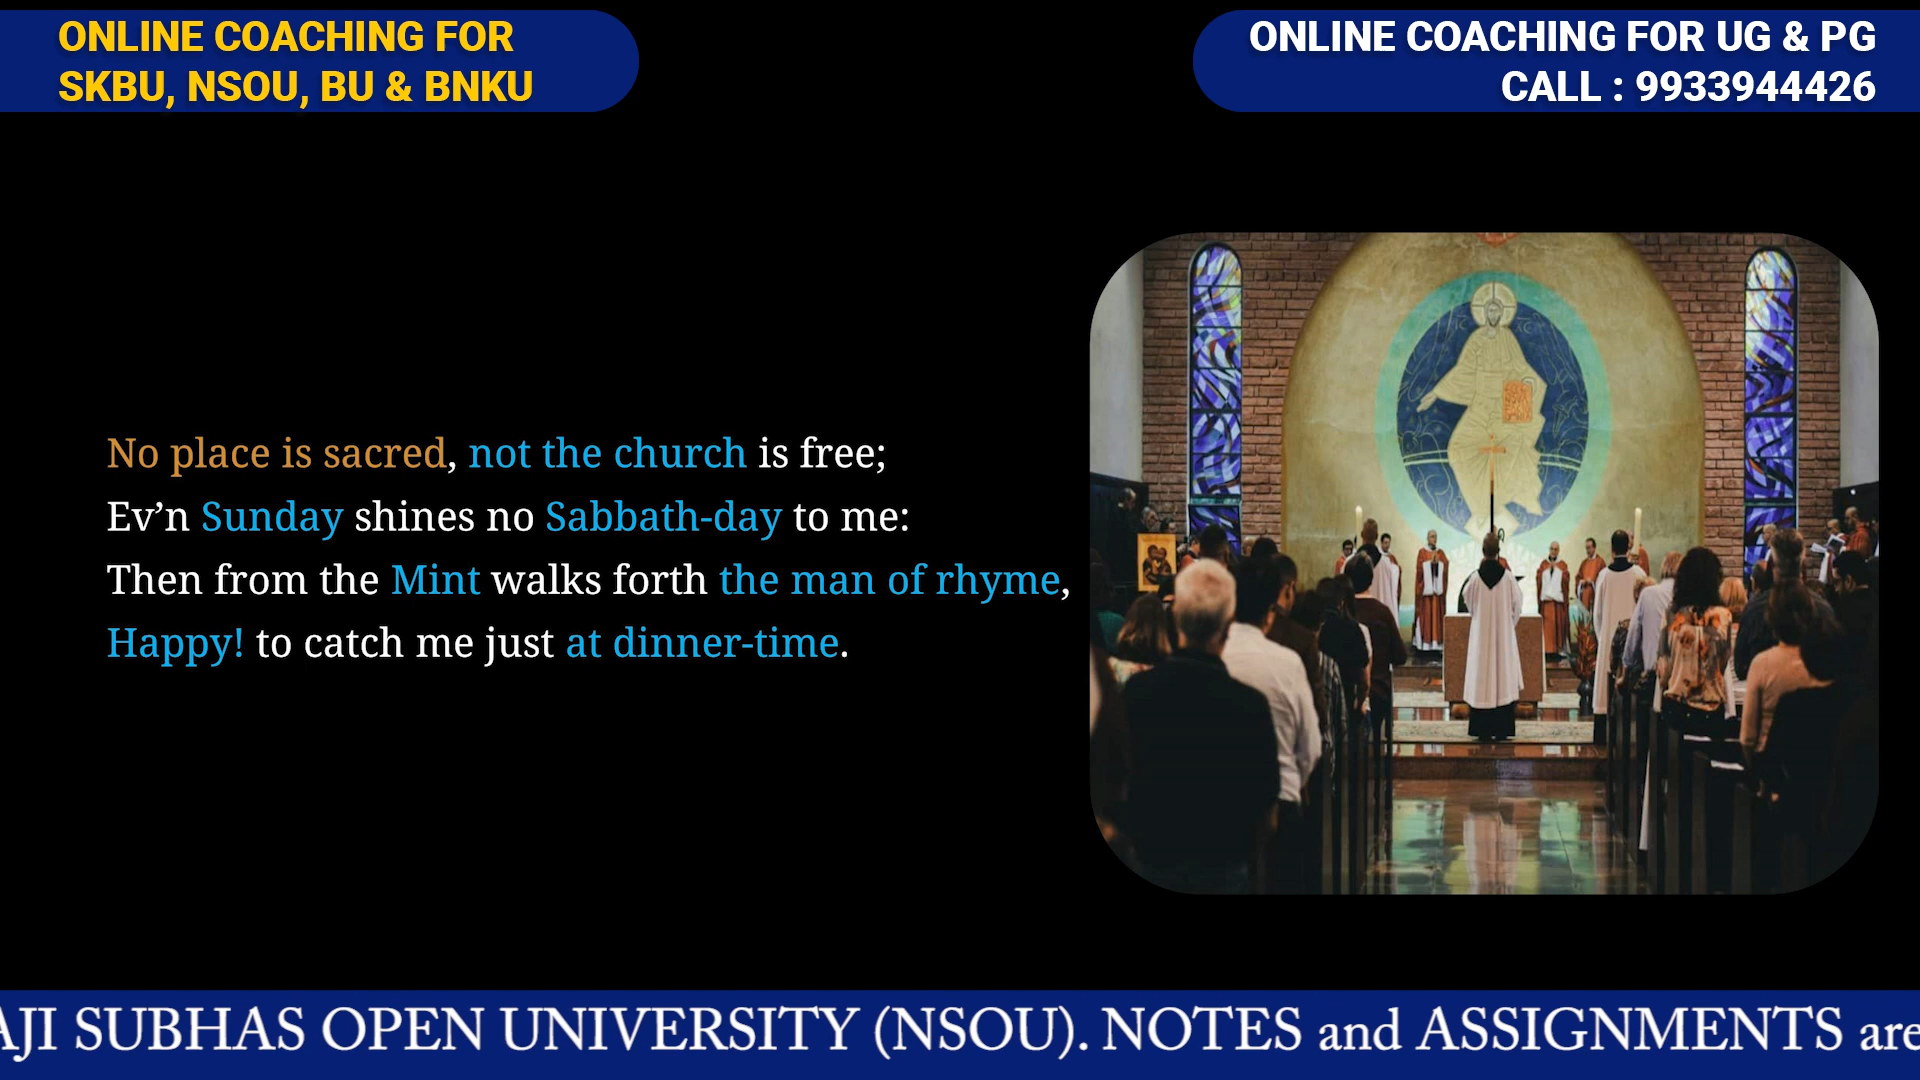 ONLINE COACHING FOR
SKBU, NSOU, BU & BNKU
ONLINE COACHING FOR UG & PG
CALL : 9933944426
No place is sacred, not the church is free;
Ev’n Sunday shines no Sabbath-day to me:
Then from the Mint walks forth the man of rhyme,
Happy! to catch me just at dinner-time.
AJI SUBHAS OPEN UNIVERSITY (NSOU). NOTES and ASSIGNMENTS are